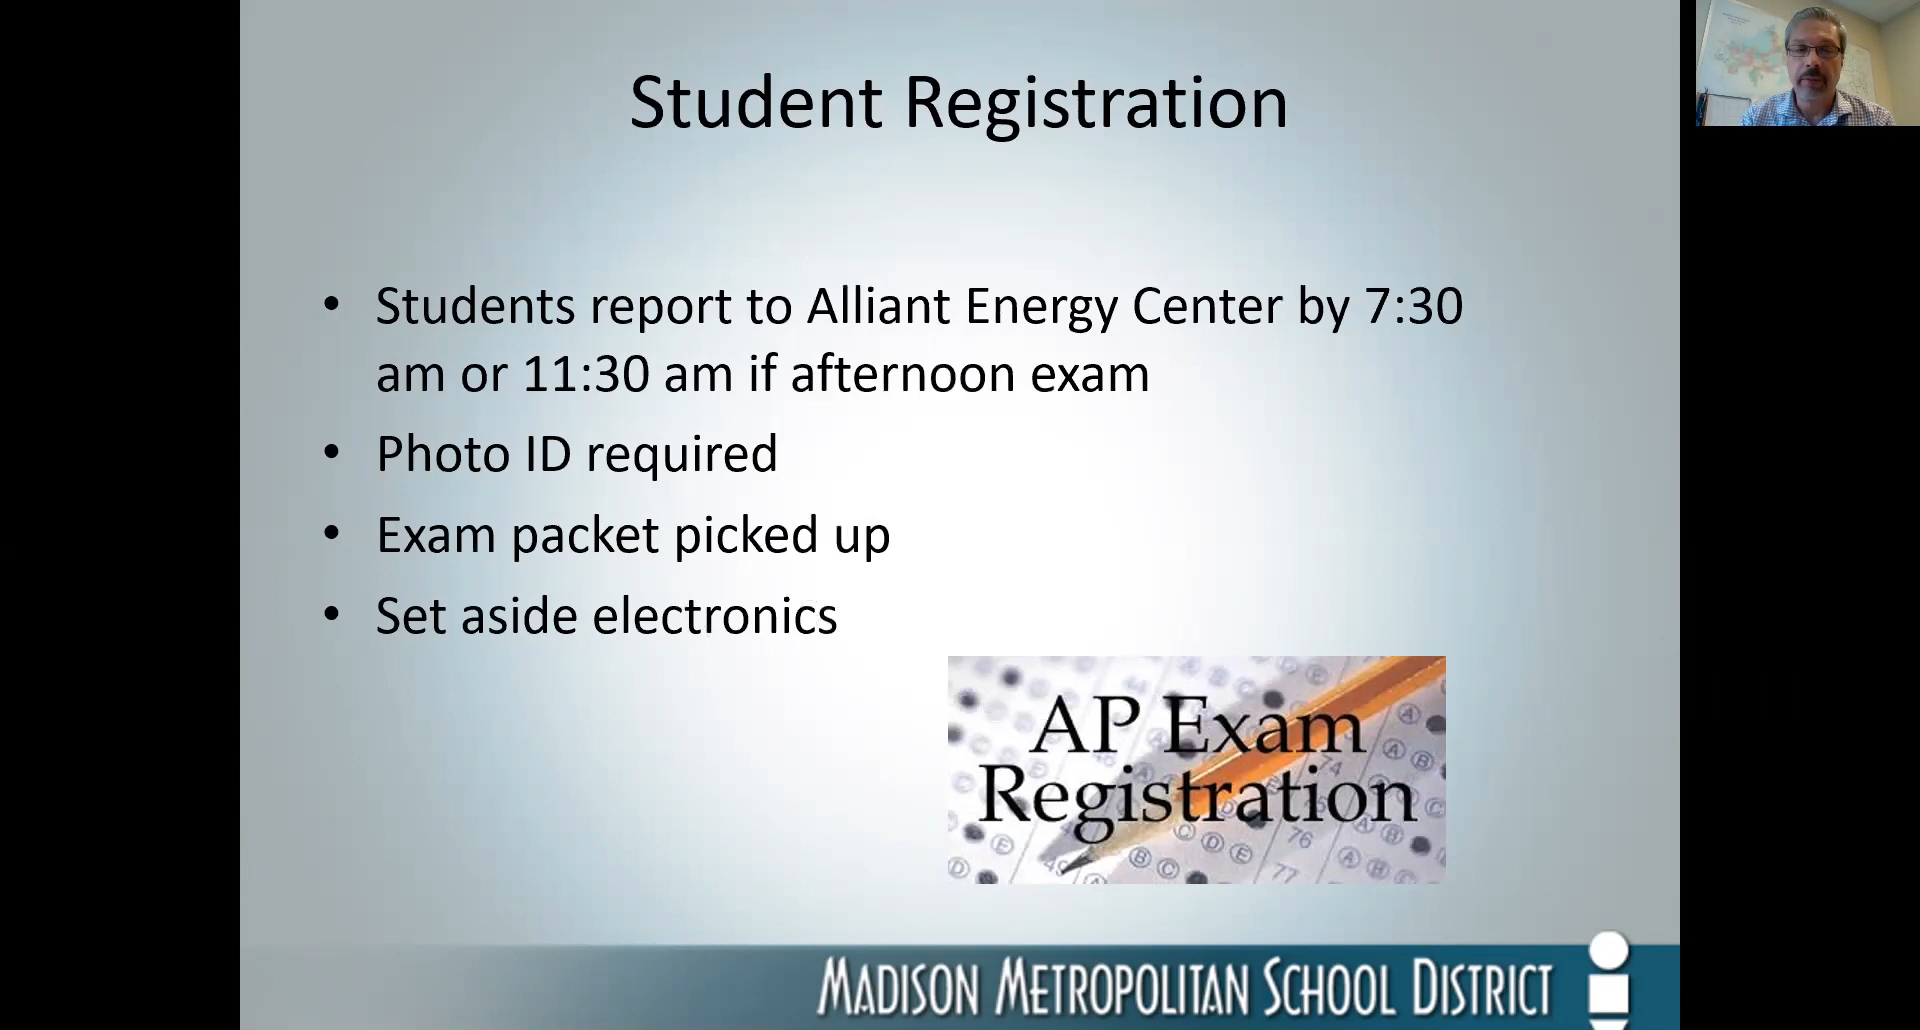 Student Registration
• Students report to Alliant Energy Center by 7:30
am or 11:30 am if afternoon exam
• Photo ID required
• Exam packet picked up
• Set aside electronics
AP Exam
Registration
MADISON METROPOLITAN SCHOOL DISTRICT